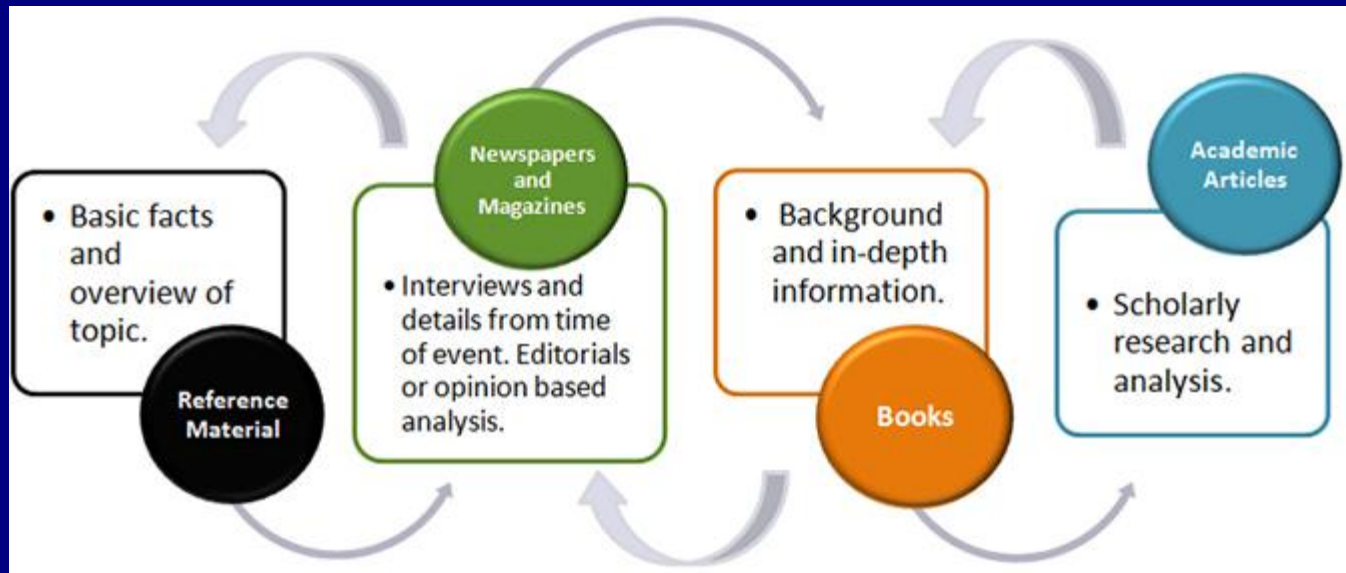 • Basic facts
and
overview of
topic.
Reference
Material
Newspapers
and
Magazines
• Interviews and
details from time
of event. Editorials
or opinion based
analysis.
• Background
and in-depth
information.
Books
Academic
Articles
• Scholarly
research and
analysis.